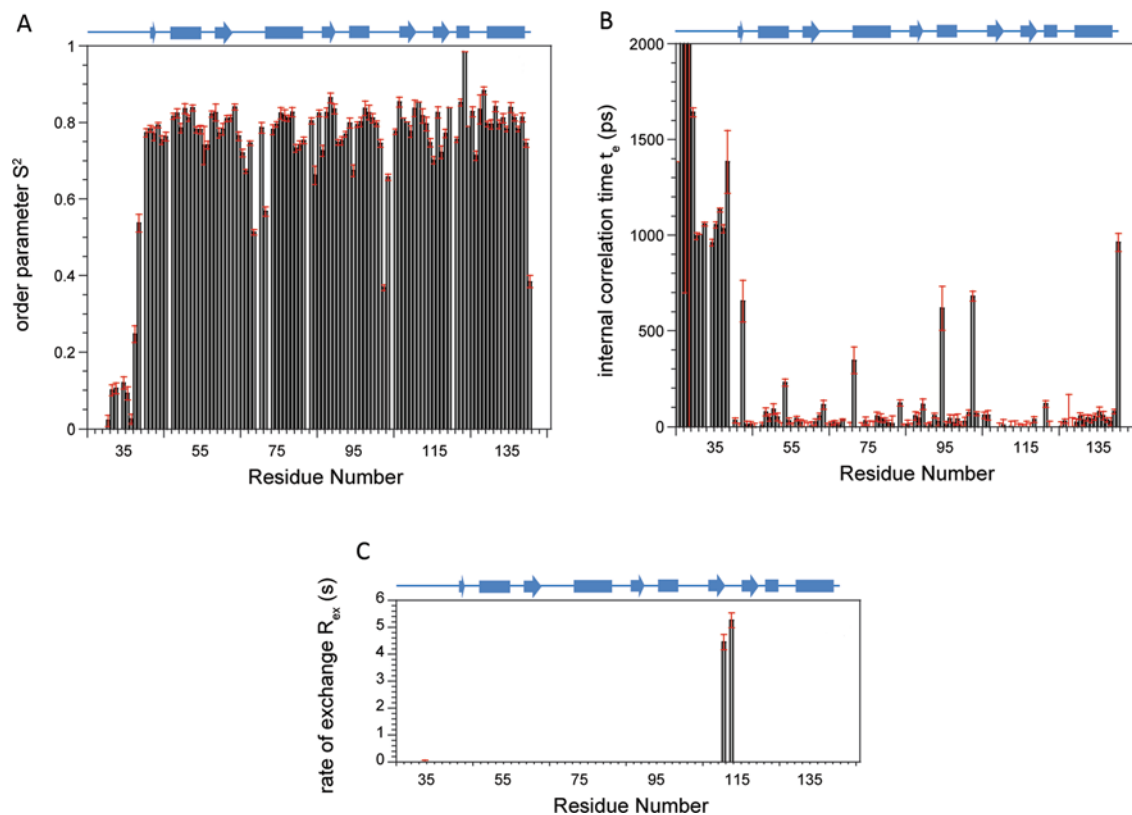 A
B
1
0.8
0.6
0.4
0.2
0
order parameter S²
35 55 75 95 115 135
Residue Number
2000
1500
1000
500
0
internal correlation time t_e (ps)
35 55 75 95 115 135
Residue Number
C
6
5
4
3
2
1
0
rate of exchange R_ex (s)
35 55 75 95 115 135
Residue Number